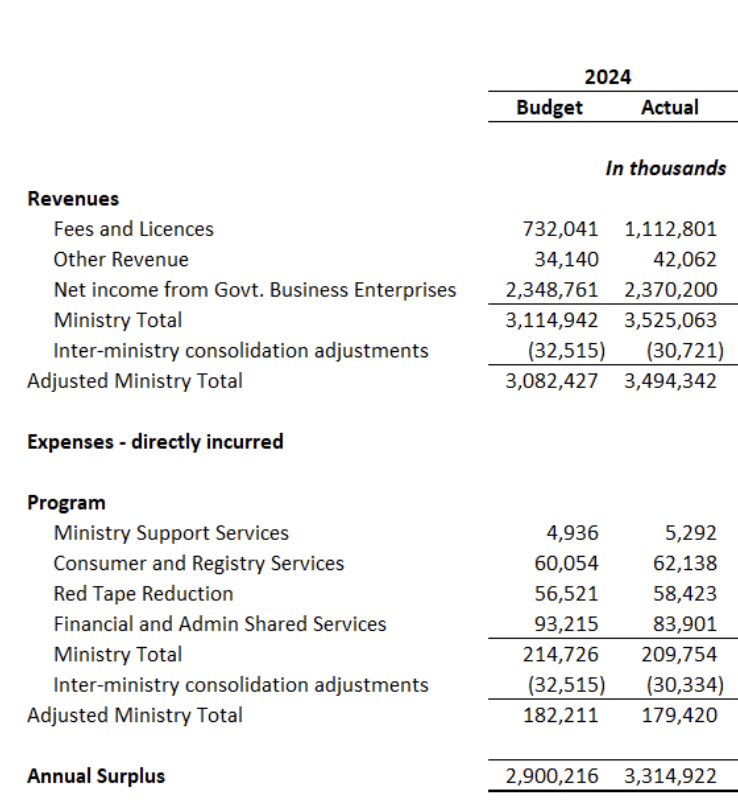 2024
Budget Actual
In thousands
Revenues
Fees and Licences 732,041 1,112,801
Other Revenue 34,140 42,062
Net income from Govt. Business Enterprises 2,348,761 2,370,200
Ministry Total 3,114,942 3,525,063
Inter-ministry consolidation adjustments (32,515) (30,721)
Adjusted Ministry Total 3,082,427 3,494,342
Expenses - directly incurred
Program
Ministry Support Services 4,936 5,292
Consumer and Registry Services 60,054 62,138
Red Tape Reduction 56,521 58,423
Financial and Admin Shared Services 93,215 83,901
Ministry Total 214,726 209,754
Inter-ministry consolidation adjustments (32,515) (30,334)
Adjusted Ministry Total 182,211 179,420
Annual Surplus 2,900,216 3,314,922